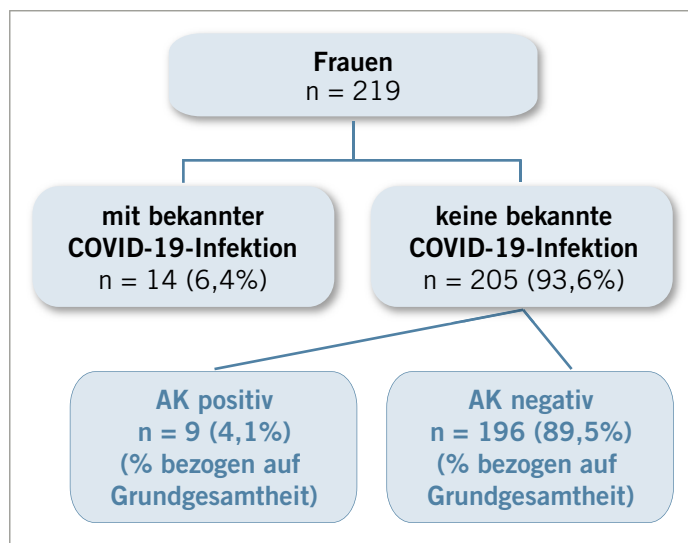 Frauen
n = 219
mit bekannter
COVID-19-Infektion
n = 14 (6,4%)
keine bekannte
COVID-19-Infektion
n = 205 (93,6%)
AK positiv
n = 9 (4,1%)
(% bezogen auf
Grundgesamtheit)
AK negativ
n = 196 (89,5%)
(% bezogen auf
Grundgesamtheit)